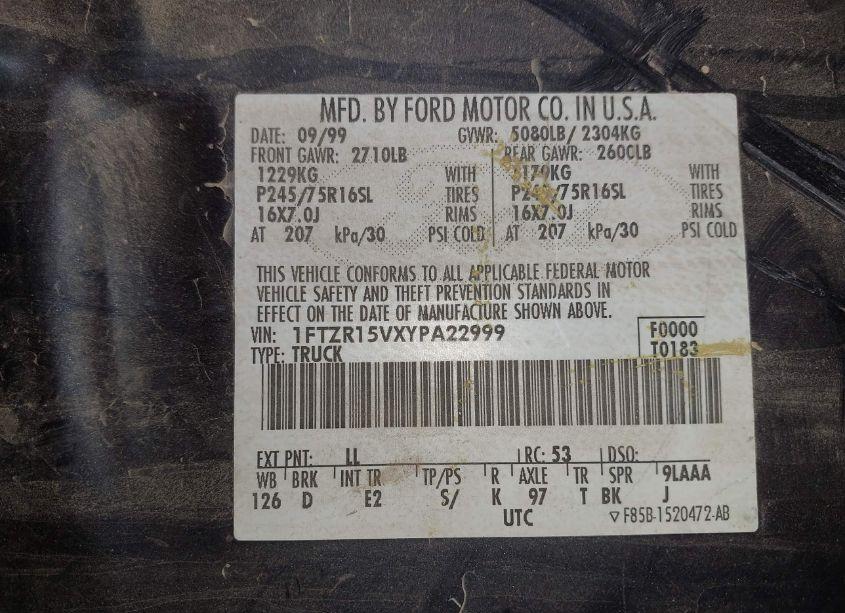 MFD. BY FORD MOTOR CO. IN U.S.A.
DATE: 09/99 GVWR: 5080LB/ 2304KG
FRONT GAWR: 2710LB REAR GAWR: 260CLB
1229KG WITH 1179KG WITH
P245/75R16SL TIRES P245/75R16SL TIRES
16X7.0J RIMS 16X7.0J RIMS
AT 207 kPa/30 PSI COLD AT 207 kPa/30 PSI COLD
THIS VEHICLE CONFORMS TO ALL APPLICABLE FEDERAL MOTOR
VEHICLE SAFETY AND THEFT PREVENTION STANDARDS IN
EFFECT ON THE DATE OF MANUFACTURE SHOWN ABOVE.
VIN: 1FTZR15VXYPA22999 F0000
TYPE: TRUCK T0183
EXT PNT: LL RC: 53 DSO:
WB BRK INT TR TP/PS R AXLE TR SPR 9LAAA
126 D E2 S/ K 97 T BK J
UTC ▽F85B-1520472-AB